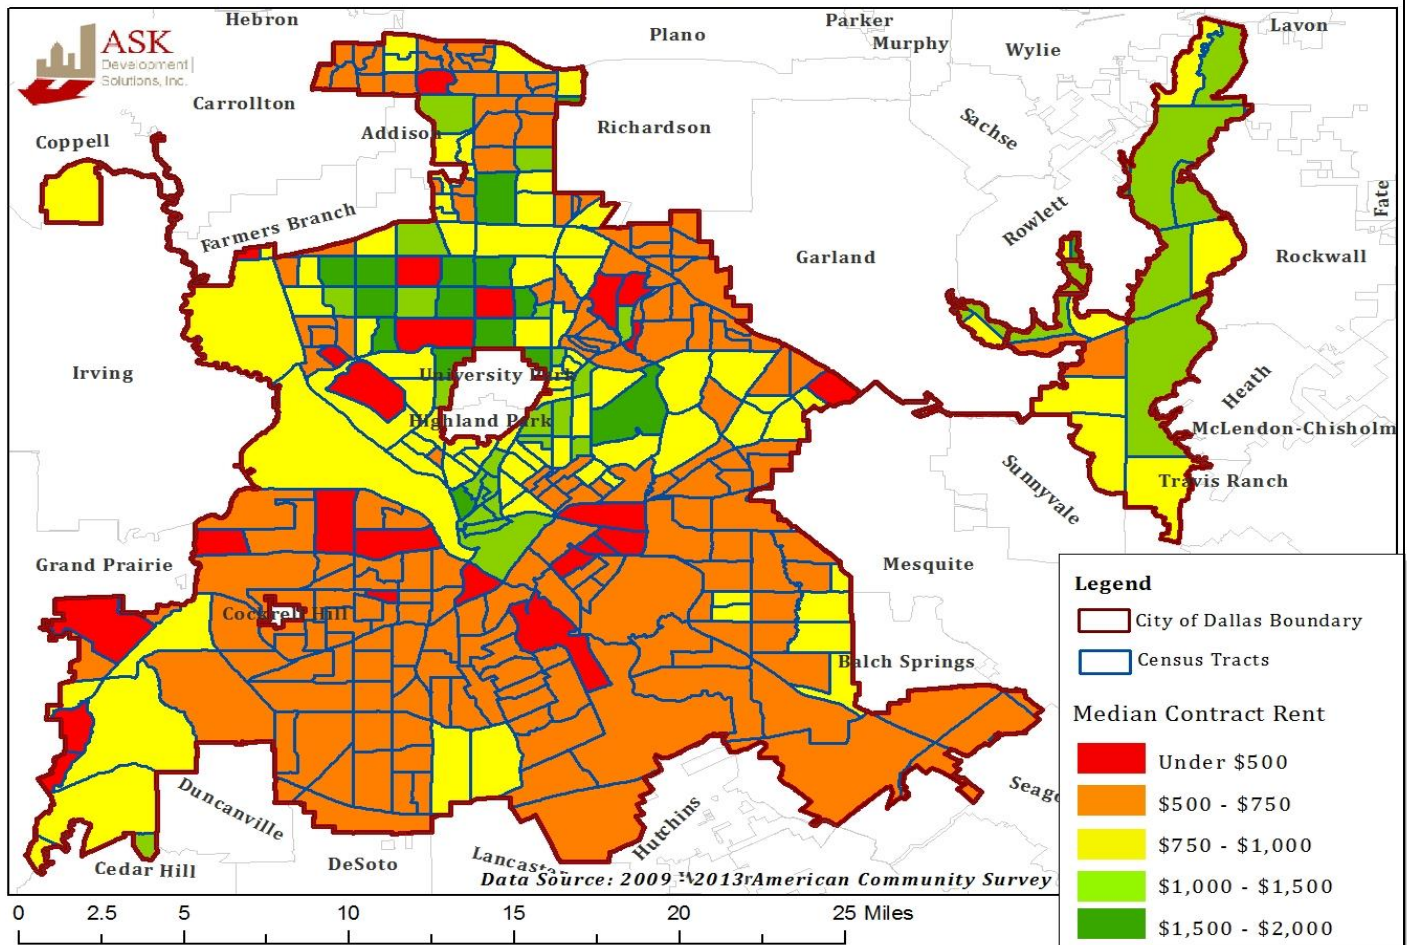 Hebron
Parker
Lavon
Plano
Murphy
Wylie
ASK
Development
Solutions, Inc.
Carrollton
Sachse
Coppell
Addison
Richardson
Fate
Farmers Branch
Rowlett
Garland
Rockwall
Irving
University Park
Heath
Highland Park
McLendon-Chisholm
Sunnyvale
Travis Ranch
Grand Prairie
Mesquite
Cockrell Hill
Balch Springs
Duncanville
Seago
Hutchins
DeSoto
Lancaster
Cedar Hill
Legend
City of Dallas Boundary
Census Tracts
Median Contract Rent
Under $500
$500 - $750
$750 - $1,000
$1,000 - $1,500
$1,500 - $2,000
Data Source: 2009 - 2013 American Community Survey
0 2.5 5 10 15 20 25 Miles